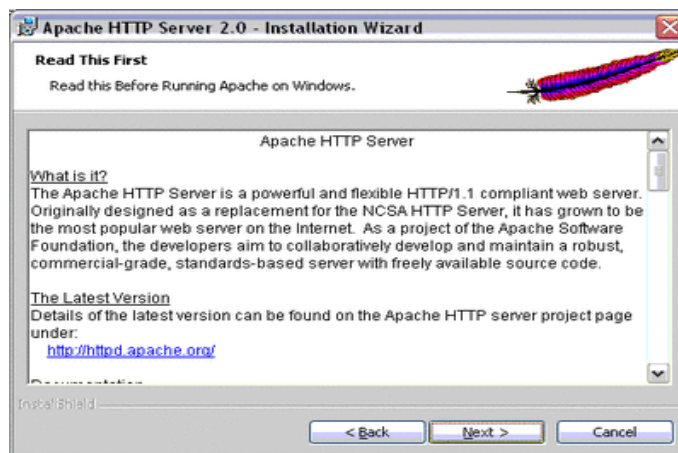 Apache HTTP Server 2.0 - Installation Wizard
Read This First
Read this Before Running Apache on Windows.
Apache HTTP Server
What is it?
The Apache HTTP Server is a powerful and flexible HTTP/1.1 compliant web server.
Originally designed as a replacement for the NCSA HTTP Server, it has grown to be
the most popular web server on the Internet. As a project of the Apache Software
Foundation, the developers aim to collaboratively develop and maintain a robust,
commercial-grade, standards-based server with freely available source code.
The Latest Version
Details of the latest version can be found on the Apache HTTP server project page
under:
http://httpd.apache.org/
Documentation
InstallShield
< Back
Next >
Cancel